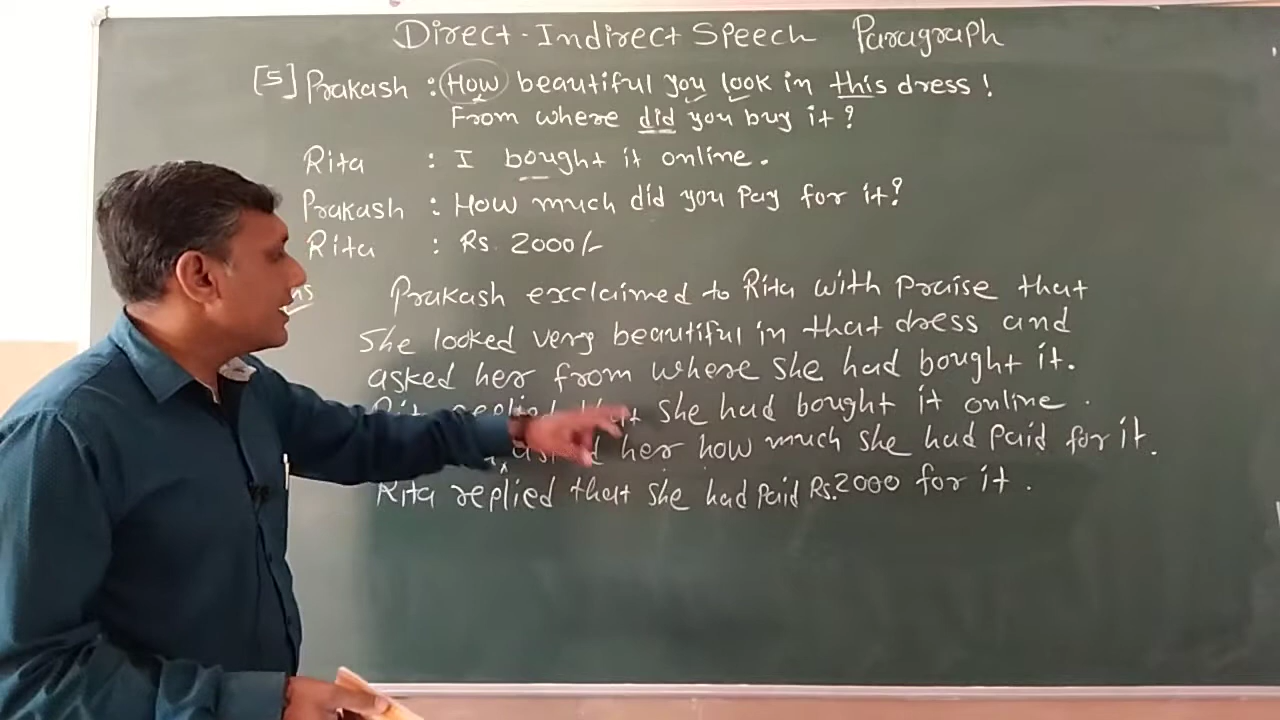 Direct-Indirect Speech Paragraph
[5] Prakash : How beautiful you look in this dress!
From where did you buy it?
Rita : I bought it online.
Prakash : How much did you pay for it?
Rita : Rs. 2000/-
Prakash exclaimed to Rita with praise that
She looked very beautiful in that dress and
asked her from where she had bought it.
Rita replied that she had bought it online.
asked her how much she had paid for it.
Rita replied that she had paid Rs.2000 for it.